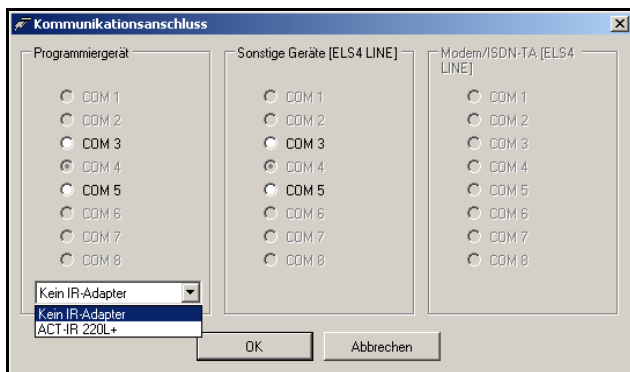 Kommunikationsanschluss
Programmiergerät
COM 1
COM 2
COM 3
COM 4
COM 5
COM 6
COM 7
COM 8
Kein IR-Adapter
Kein IR-Adapter
ACT-IR 220L+
Sonstige Geräte [ELS4 LINE]
COM 1
COM 2
COM 3
COM 4
COM 5
COM 6
COM 7
COM 8
Modem/ISDN-TA [ELS4
LINE]
COM 1
COM 2
COM 3
COM 4
COM 5
COM 6
COM 7
COM 8
OK
Abbrechen